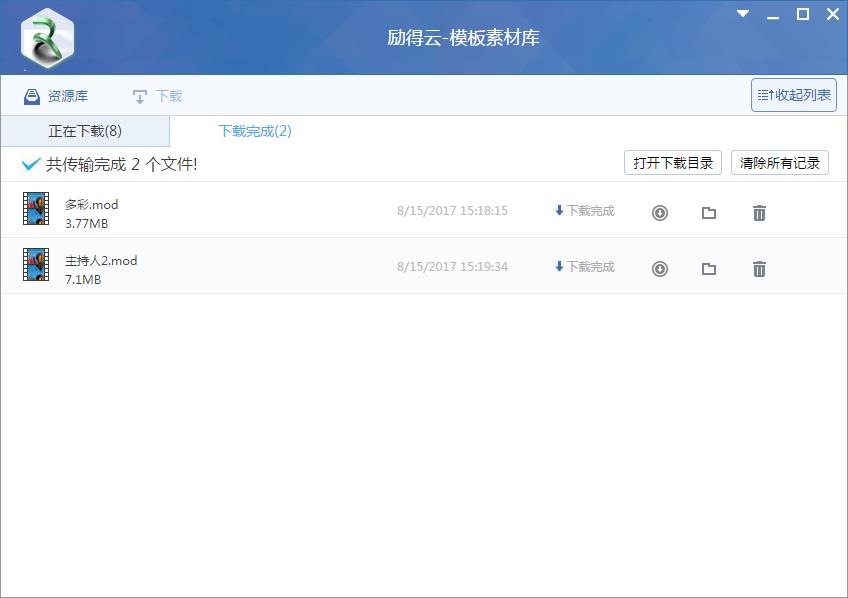 励得云-模板素材库
资源库
下载
收起列表
正在下载(8)
下载完成(2)
共传输完成 2 个文件!
打开下载目录
清除所有记录
多彩.mod
3.77MB
8/15/2017 15:18:15
下载完成
主持人2.mod
7.1MB
8/15/2017 15:19:34
下载完成